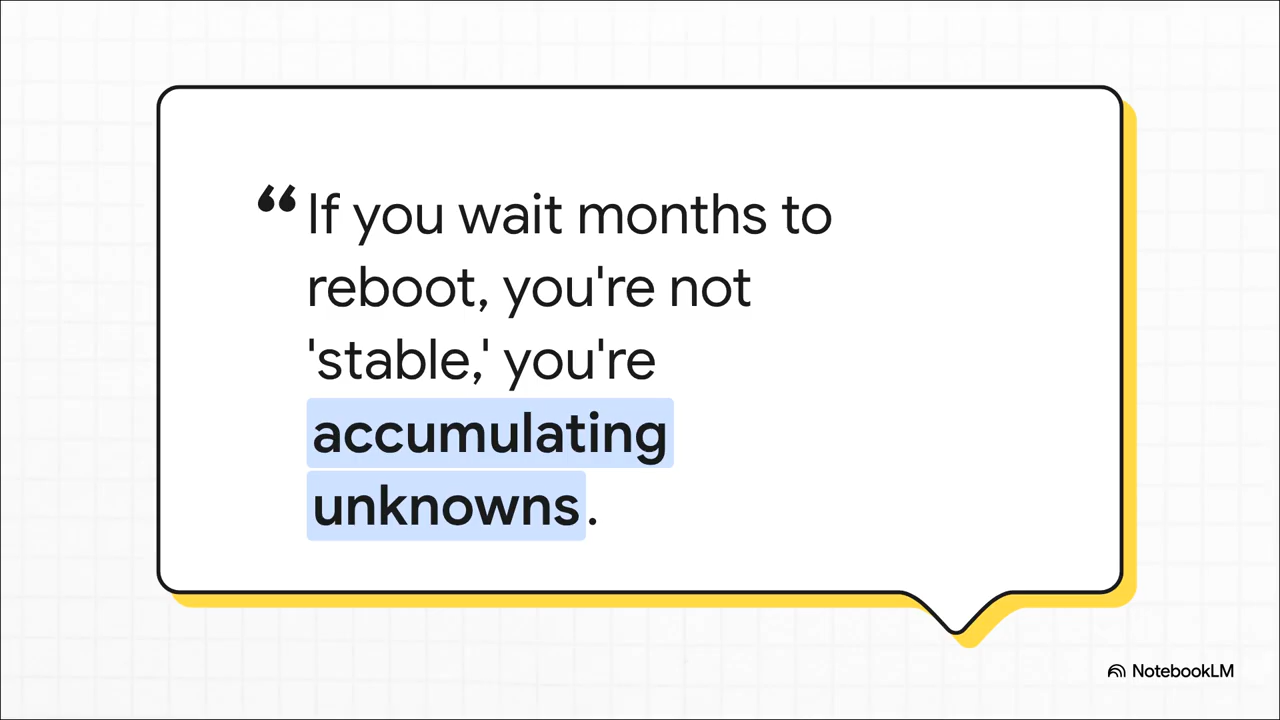 “If you wait months to
reboot, you're not
'stable,' you're
accumulating
unknowns.
NotebookLM